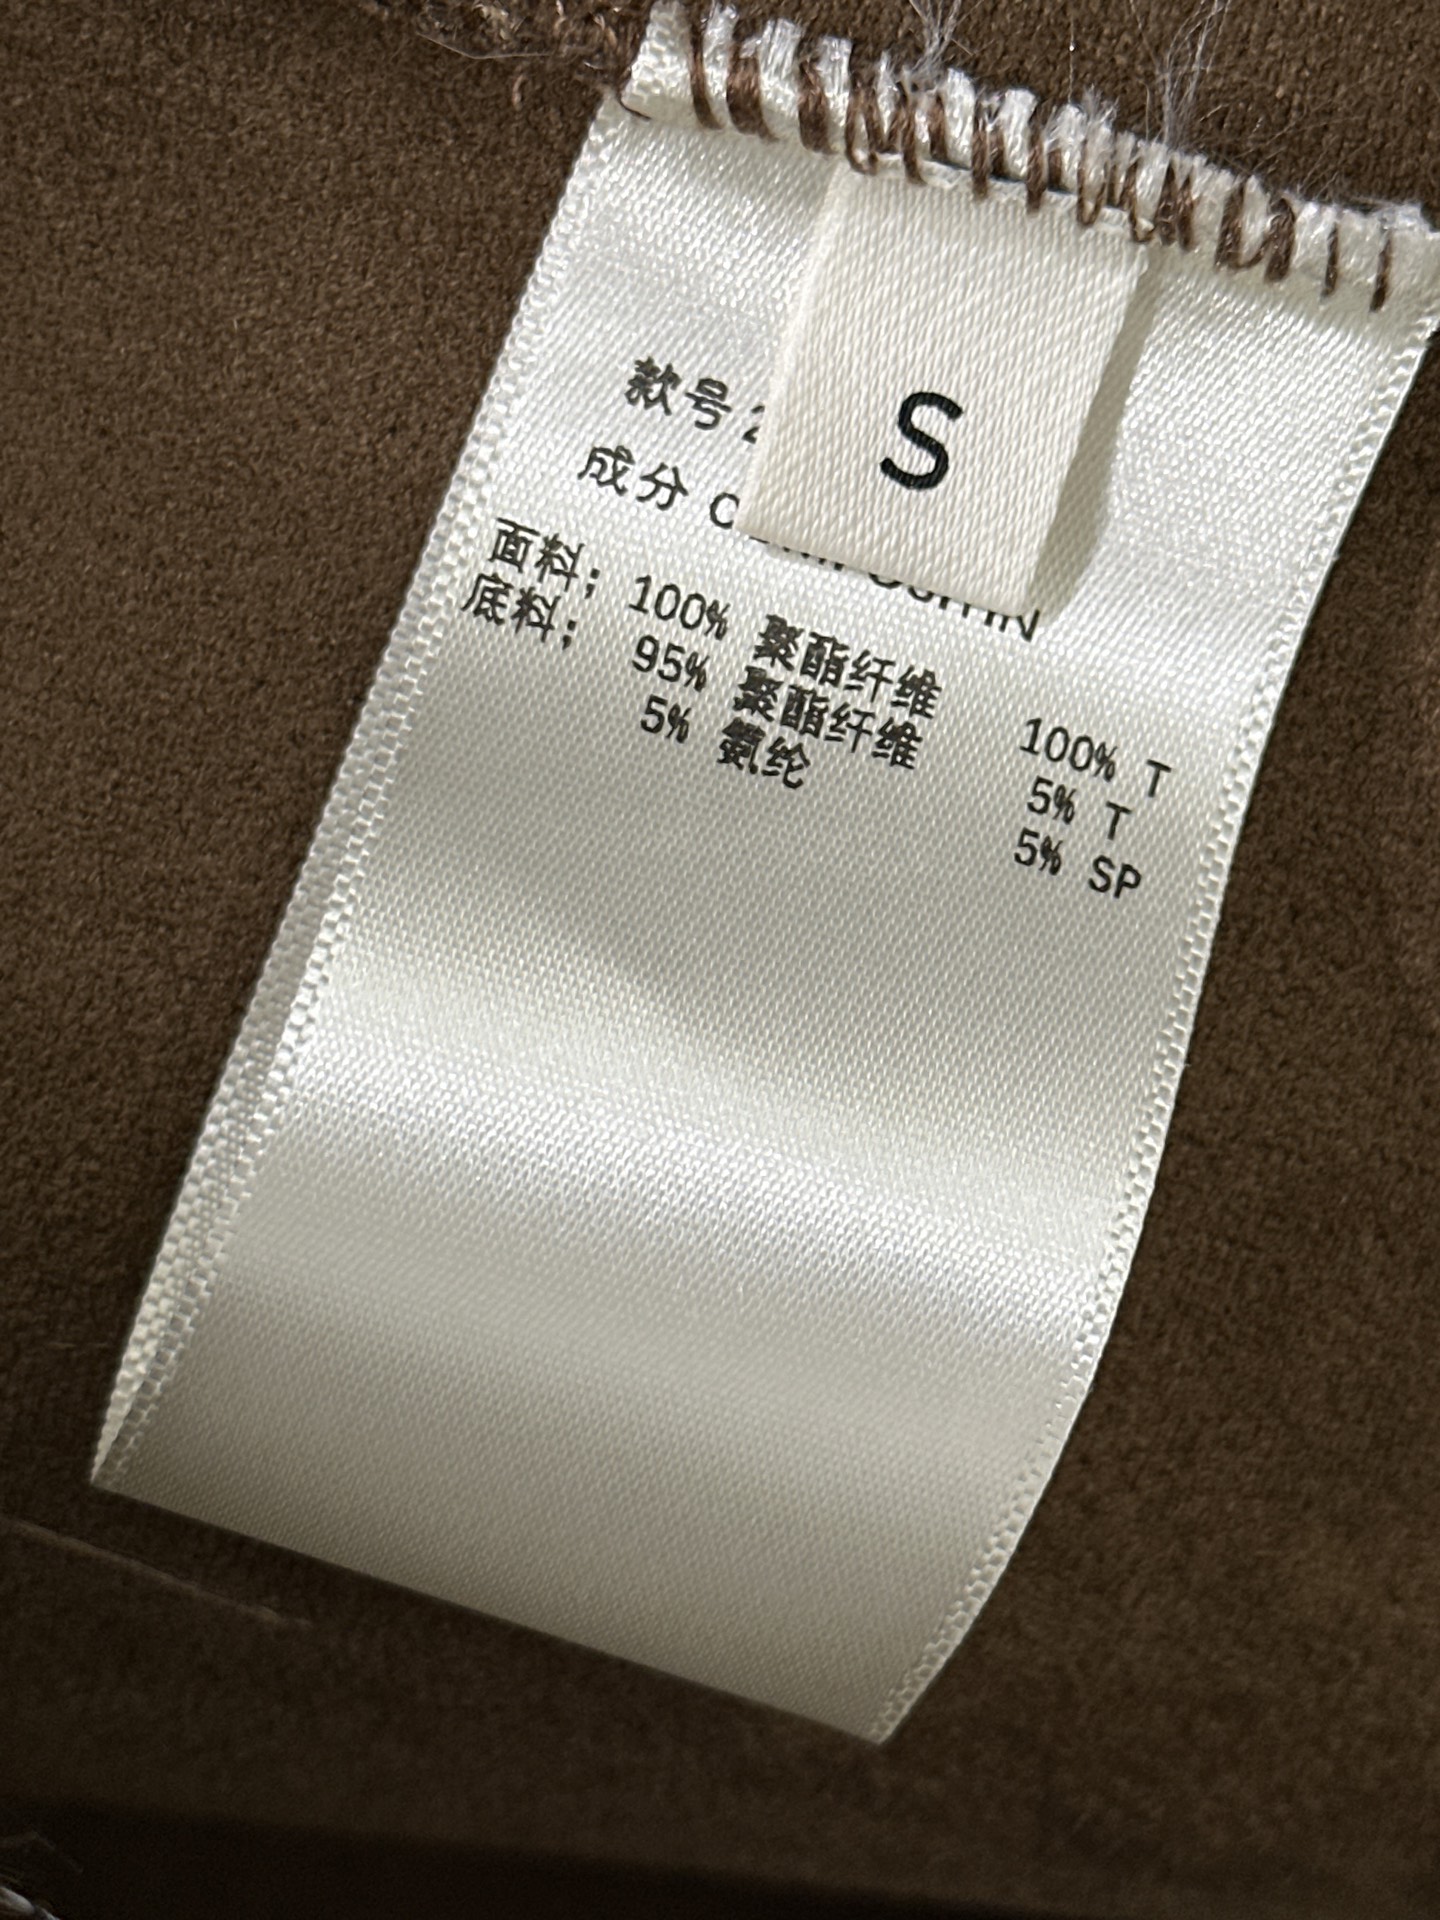 S
款号 2
成分 C
面料; 100% 聚酯纤维 100% T
底料; 95% 聚酯纤维 5% T
5% 氨纶 5% SP